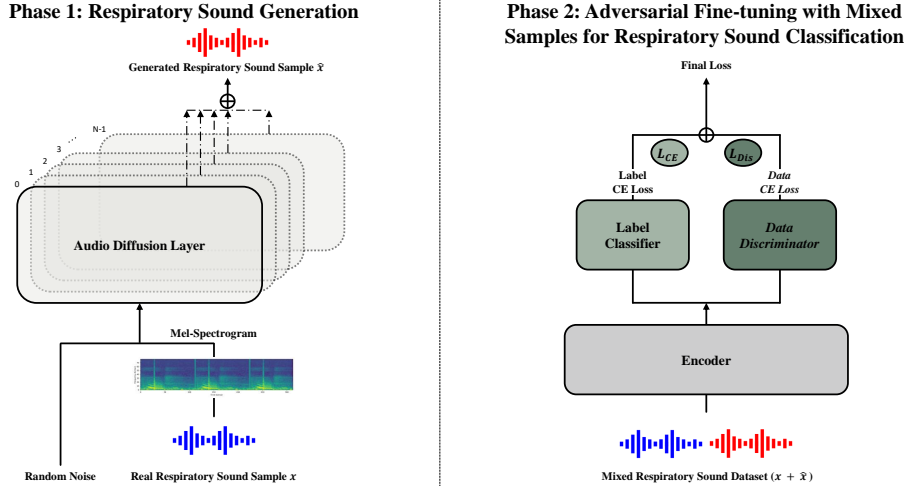 Phase 1: Respiratory Sound Generation
Generated Respiratory Sound Sample x̂
N-1
3
2
1
0
Audio Diffusion Layer
Mel-Spectrogram
Random Noise
Real Respiratory Sound Sample x
Phase 2: Adversarial Fine-tuning with Mixed
Samples for Respiratory Sound Classification
Final Loss
L_CE
L_Dis
Label
CE Loss
Data
CE Loss
Label
Classifier
Data
Discriminator
Encoder
Mixed Respiratory Sound Dataset (x + x̂ )